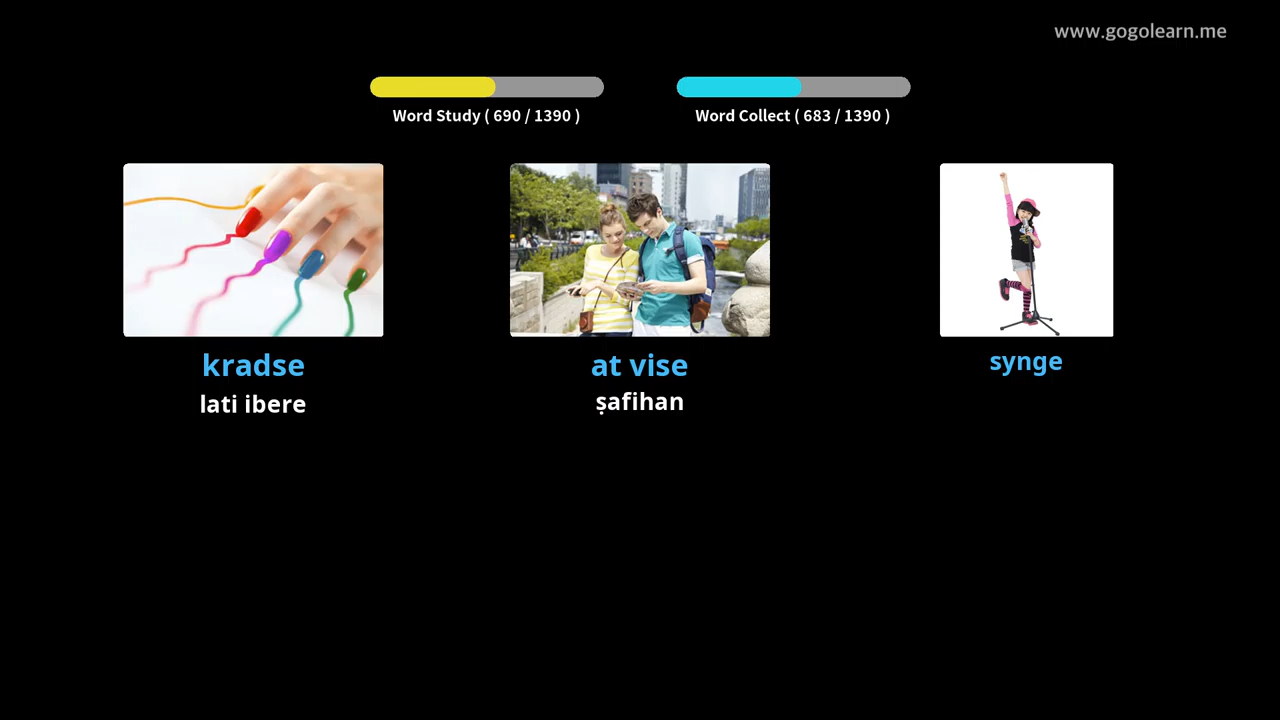 www.gogolearn.me
Word Study ( 690 / 1390 )
Word Collect ( 683 / 1390 )
kradse
lati ibere
at vise
ṣafihan
synge